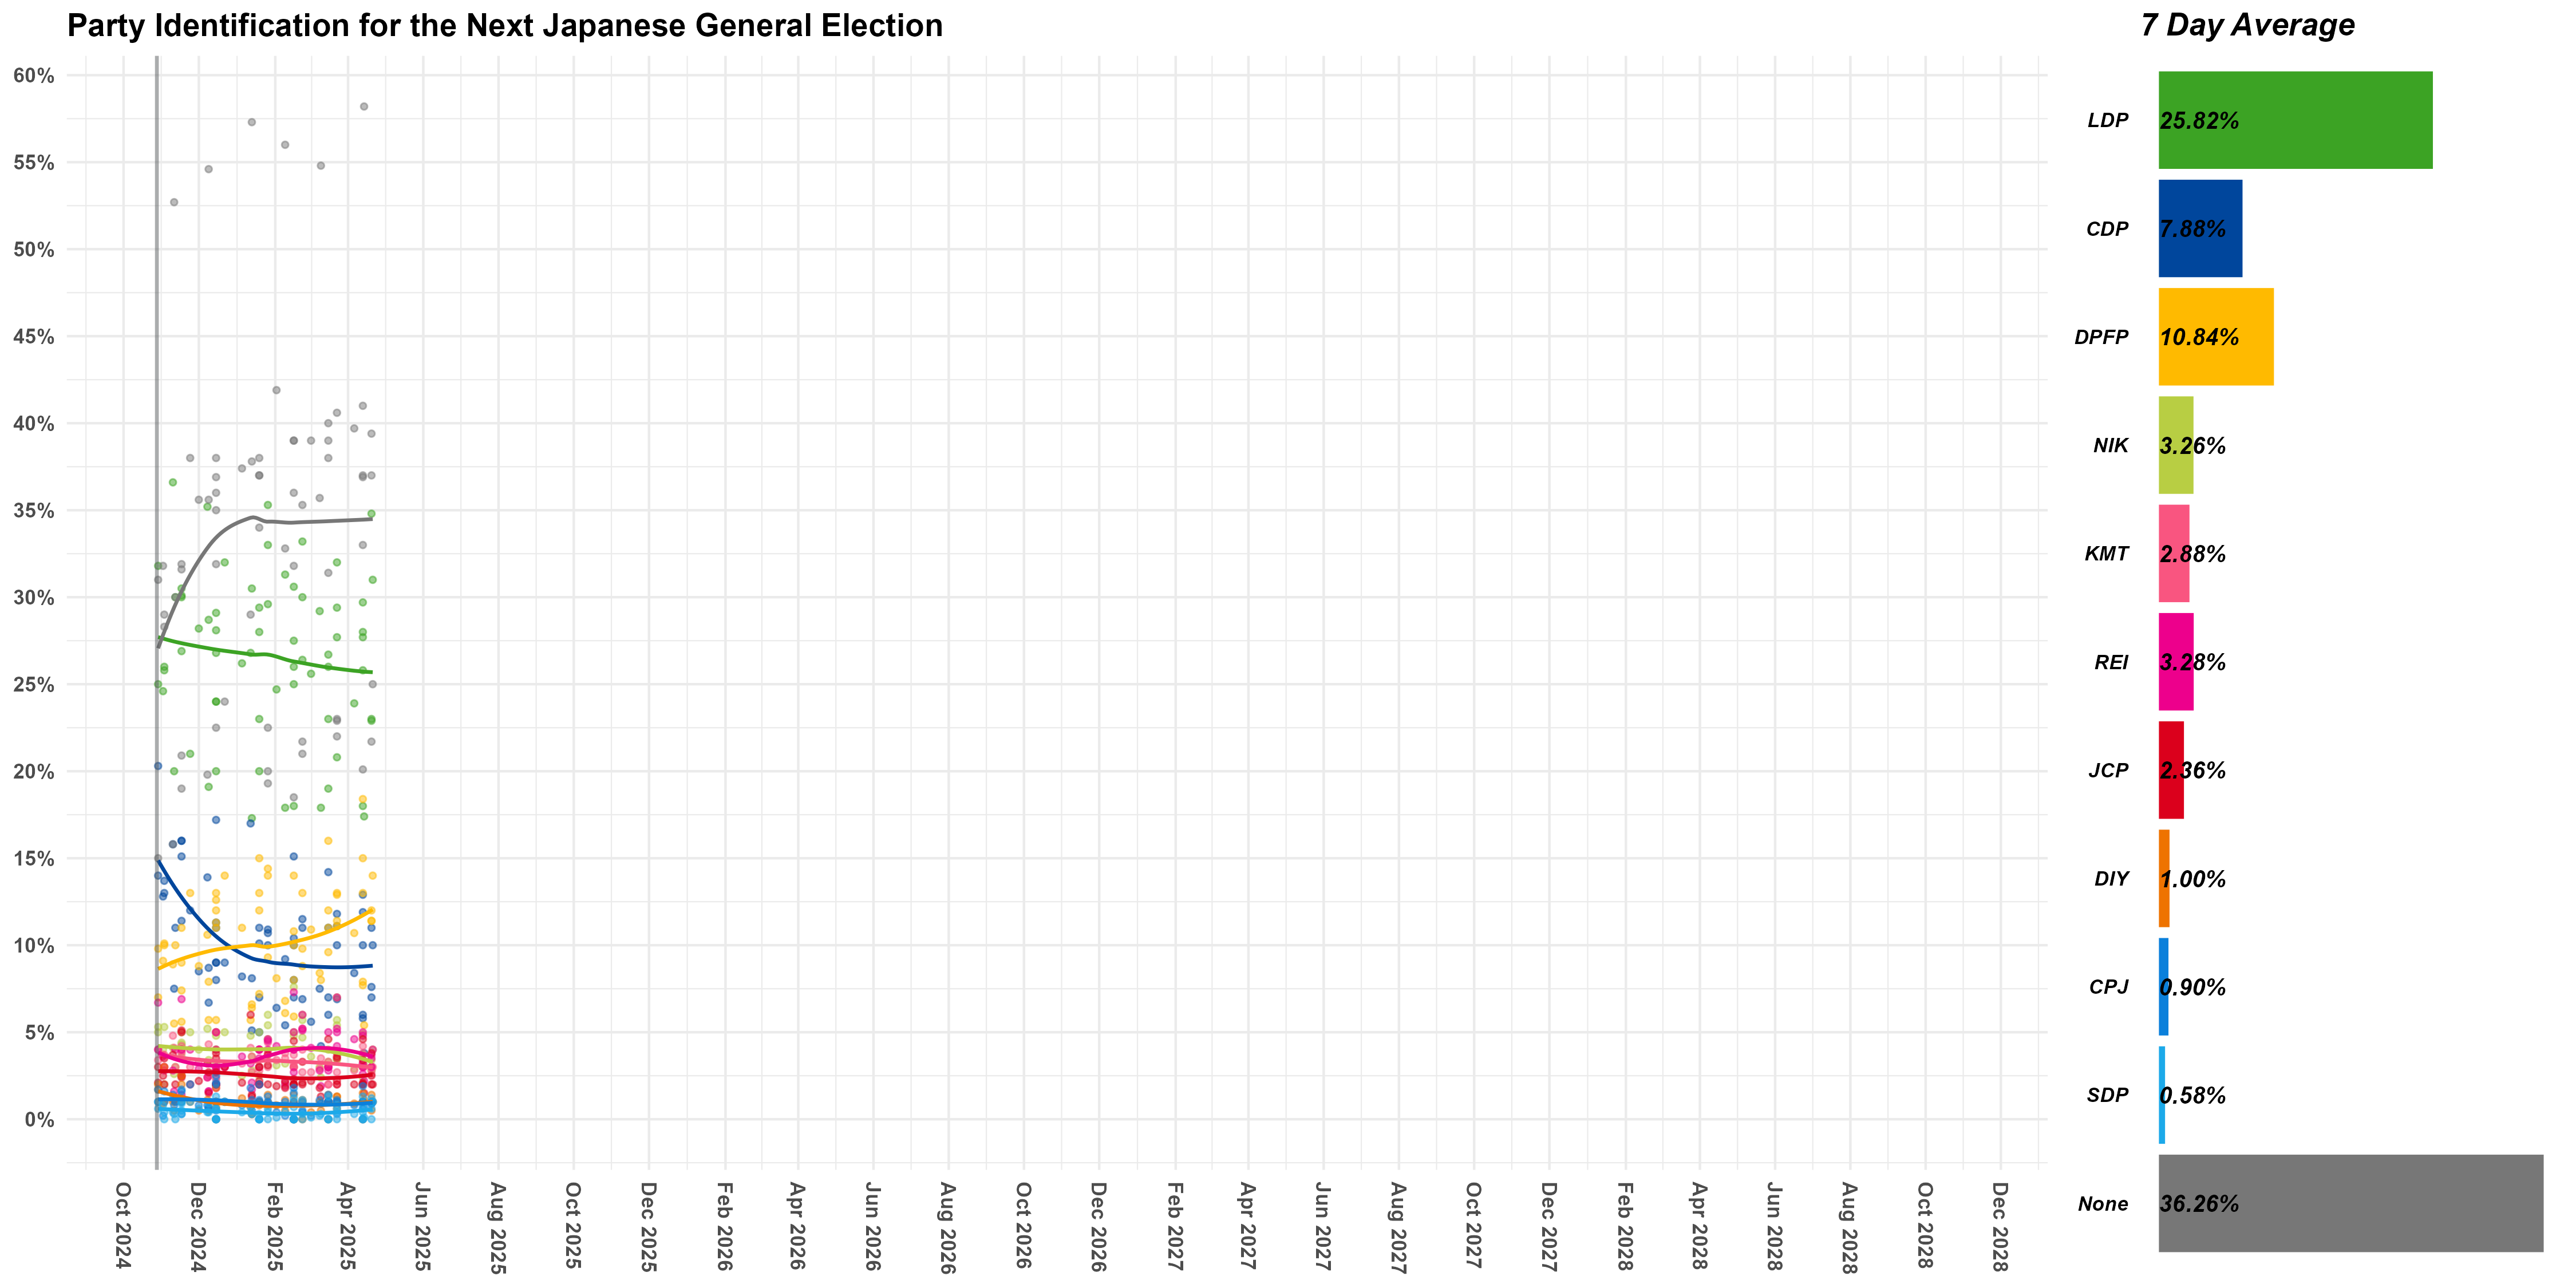 Party Identification for the Next Japanese General Election
7 Day Average
60%
55%
50%
45%
40%
35%
30%
25%
20%
15%
10%
5%
0%
Oct 2024
Dec 2024
Feb 2025
Apr 2025
Jun 2025
Aug 2025
Oct 2025
Dec 2025
Feb 2026
Apr 2026
Jun 2026
Aug 2026
Oct 2026
Dec 2026
Feb 2027
Apr 2027
Jun 2027
Aug 2027
Oct 2027
Dec 2027
Feb 2028
Apr 2028
Jun 2028
Aug 2028
Oct 2028
Dec 2028
LDP 25.82%
CDP 7.88%
DPFP 10.84%
NIK 3.26%
KMT 2.88%
REI 3.28%
JCP 2.36%
DIY 1.00%
CPJ 0.90%
SDP 0.58%
None 36.26%